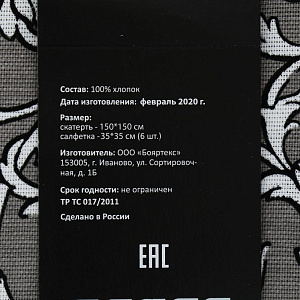 Состав: 100% хлопок
Дата изготовления: февраль 2020 г.
Размер:
скатерть - 150*150 см
салфетка - 35*35 см (6 шт.)
Изготовитель: ООО «Бояртекс»
153005, г. Иваново, ул. Сортировоч-
ная, д. 1Б
Срок годности: не ограничен
ТР ТС 017/2011
Сделано в России
ЕАС